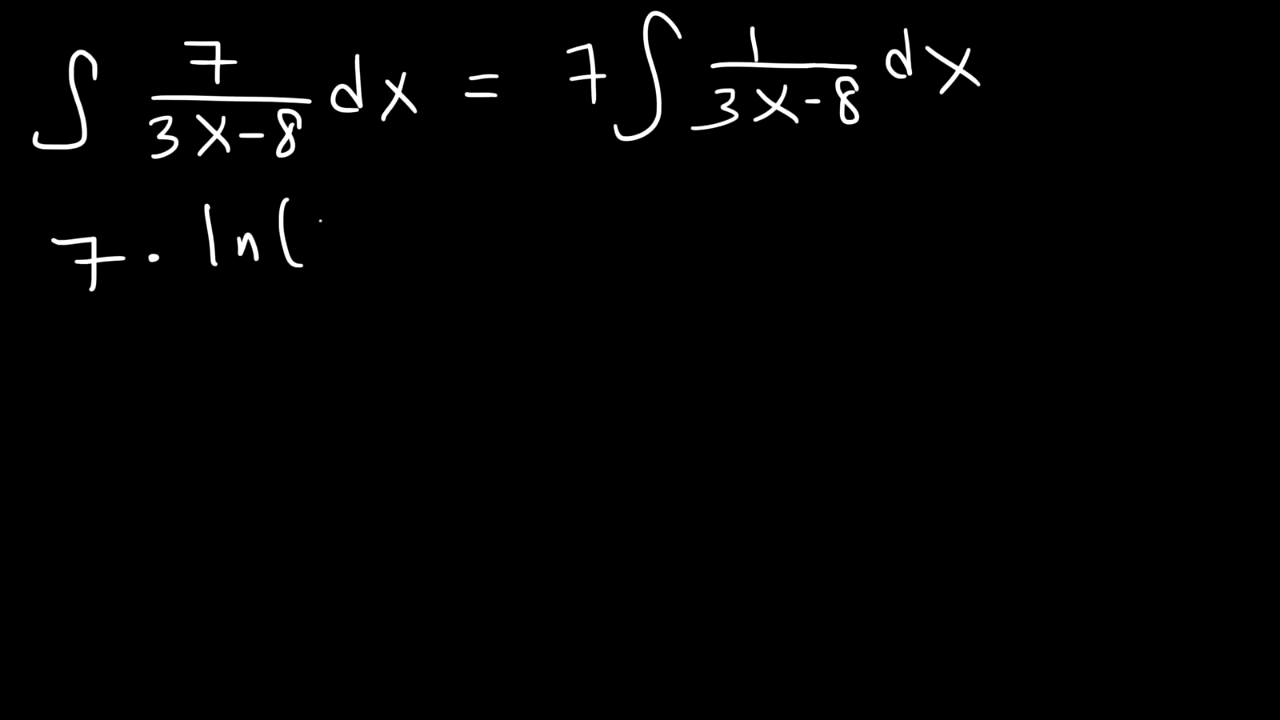 ∫ 7/(3x-8) dx = 7 ∫ 1/(3x-8) dx
7 · ln(